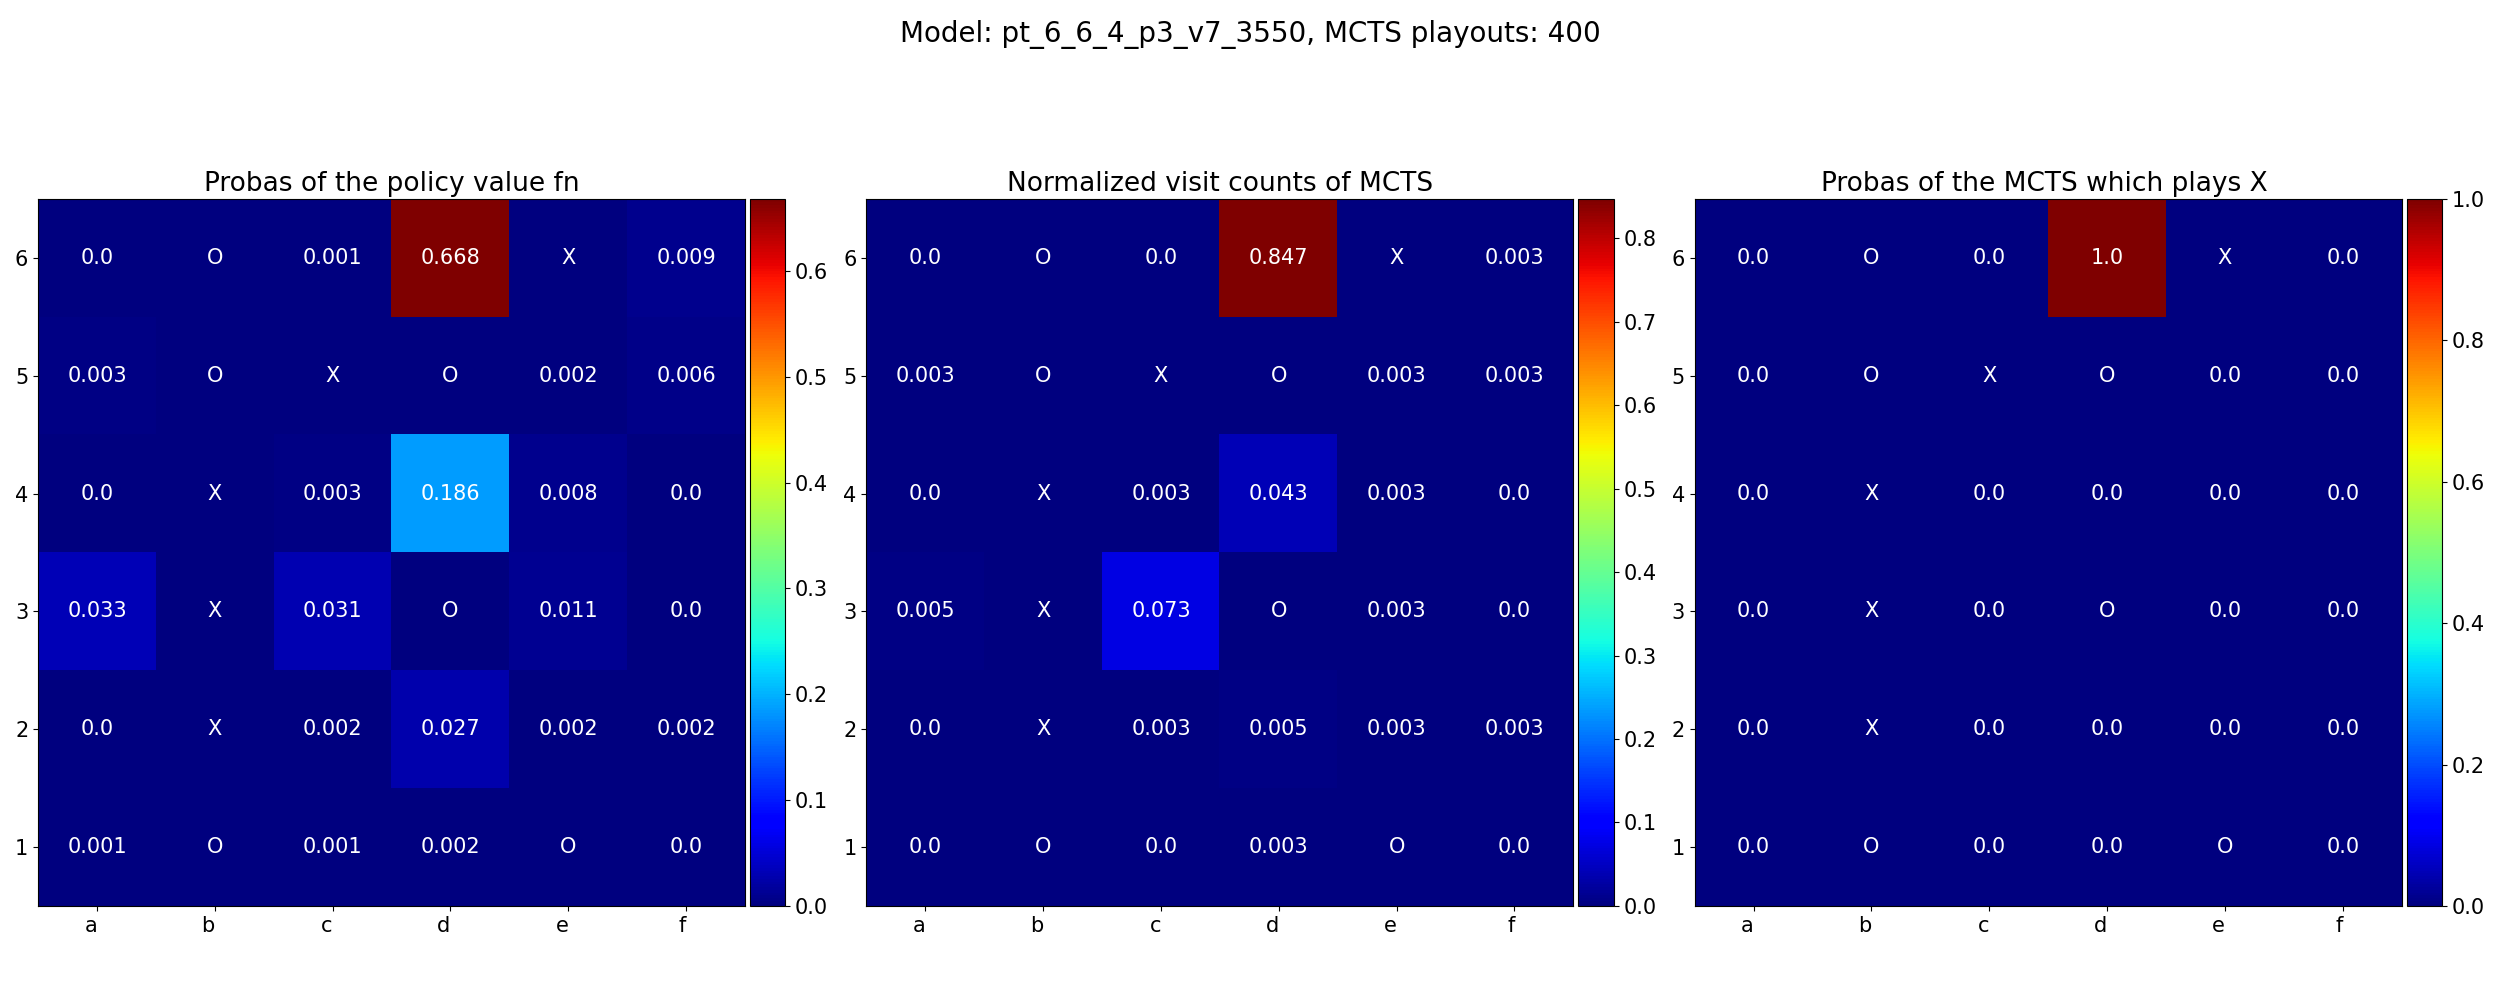 Model: pt_6_6_4_p3_v7_3550, MCTS playouts: 400
Probas of the policy value fn
6 0.0 O 0.001 0.668 X 0.009
5 0.003 O X O 0.002 0.006
4 0.0 X 0.003 0.186 0.008 0.0
3 0.033 X 0.031 O 0.011 0.0
2 0.0 X 0.002 0.027 0.002 0.002
1 0.001 O 0.001 0.002 O 0.0
a b c d e f
0.6
0.5
0.4
0.3
0.2
0.1
0.0
Normalized visit counts of MCTS
6 0.0 O 0.0 0.847 X 0.003
5 0.003 O X O 0.003 0.003
4 0.0 X 0.003 0.043 0.003 0.0
3 0.005 X 0.073 O 0.003 0.0
2 0.0 X 0.003 0.005 0.003 0.003
1 0.0 O 0.0 0.003 O 0.0
a b c d e f
0.8
0.7
0.6
0.5
0.4
0.3
0.2
0.1
0.0
Probas of the MCTS which plays X
6 0.0 O 0.0 1.0 X 0.0
5 0.0 O X O 0.0 0.0
4 0.0 X 0.0 0.0 0.0 0.0
3 0.0 X 0.0 O 0.0 0.0
2 0.0 X 0.0 0.0 0.0 0.0
1 0.0 O 0.0 0.0 O 0.0
a b c d e f
1.0
0.8
0.6
0.4
0.2
0.0